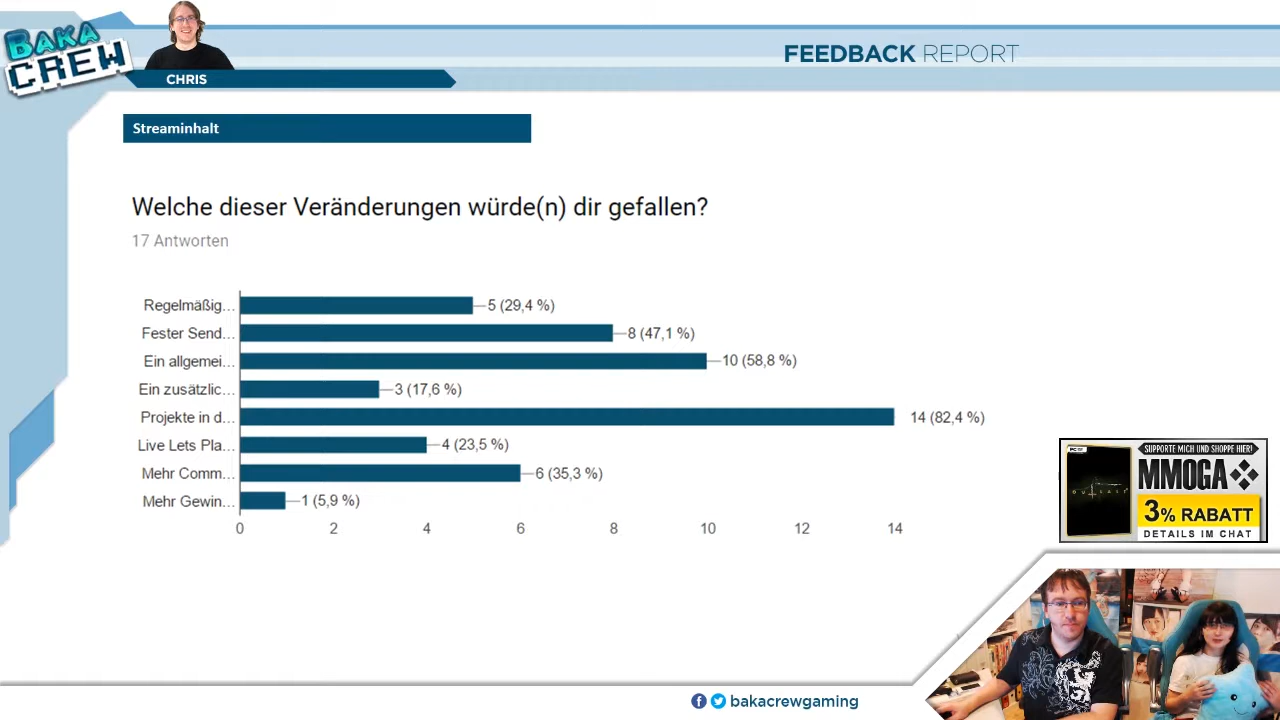 BAKA
CREW
CHRIS
FEEDBACK REPORT
Streaminhalt
Welche dieser Veränderungen würde(n) dir gefallen?
17 Antworten
Regelmäßig... 5 (29,4 %)
Fester Send... 8 (47,1 %)
Ein allgemei... 10 (58,8 %)
Ein zusätzlic... 3 (17,6 %)
Projekte in d... 14 (82,4 %)
Live Lets Pla... 4 (23,5 %)
Mehr Comm... 6 (35,3 %)
Mehr Gewin... 1 (5,9 %)
0 2 4 6 8 10 12 14
SUPPORTE MICH UND SHOPPE HIER!
PC
OUTLAST
MMOGA
3% RABATT
DETAILS IM CHAT
bakacrewgaming